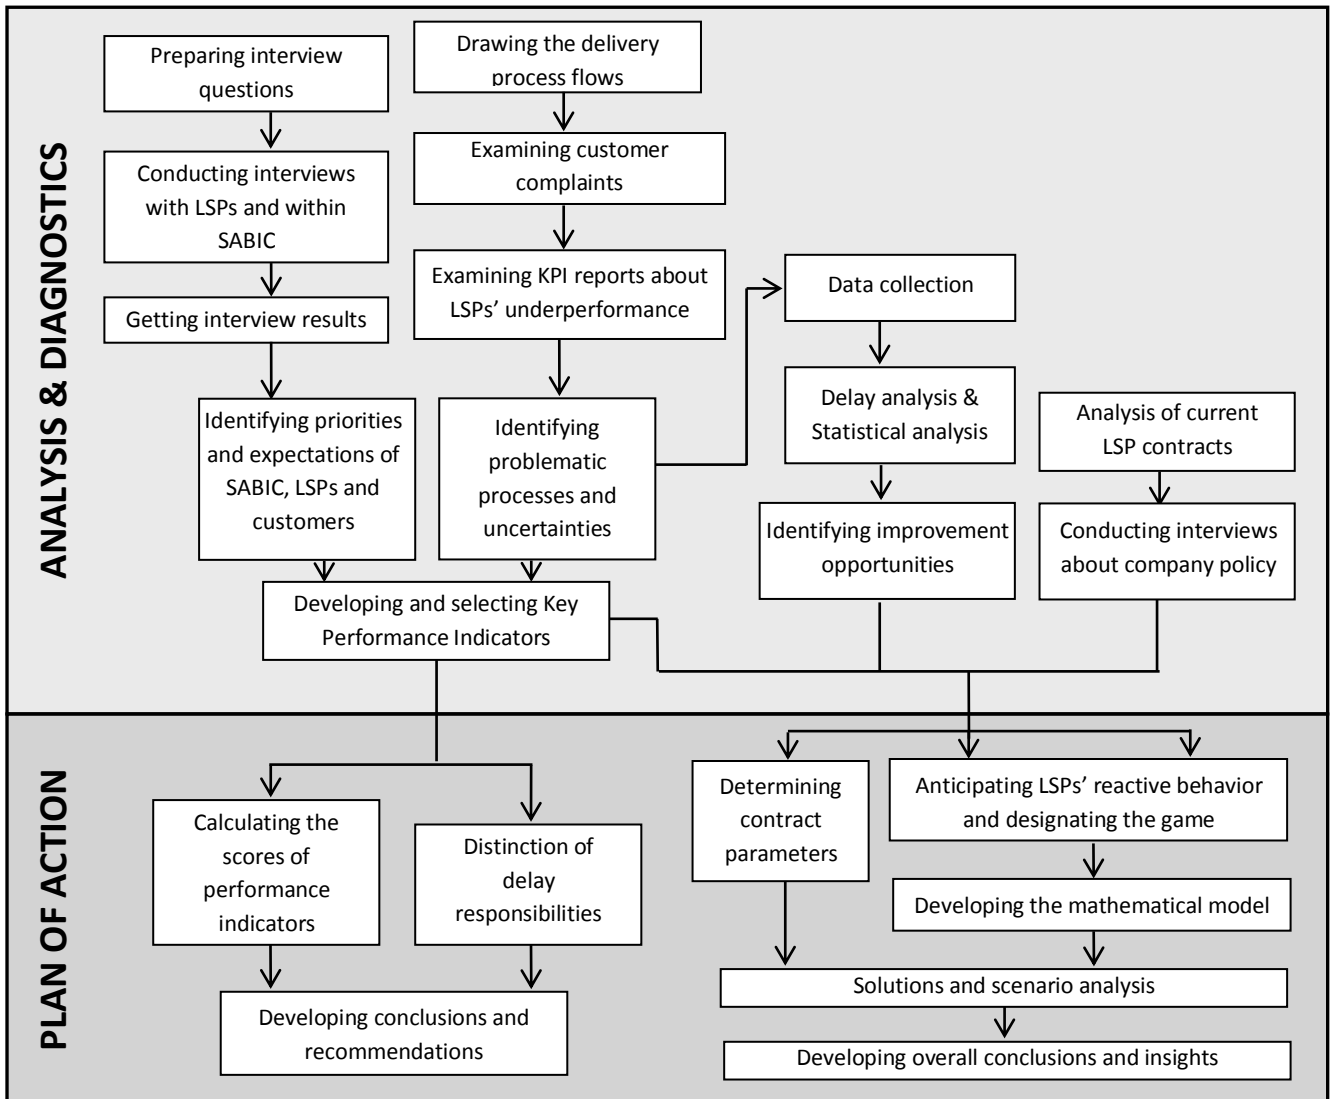 ANALYSIS & DIAGNOSTICS
Preparing interview
questions
Conducting interviews
with LSPs and within
SABIC
Getting interview results
Identifying priorities
and expectations of
SABIC, LSPs and
customers
Drawing the delivery
process flows
Examining customer
complaints
Examining KPI reports about
LSPs’ underperformance
Identifying
problematic
processes and
uncertainties
Developing and selecting Key
Performance Indicators
Data collection
Delay analysis &
Statistical analysis
Identifying improvement
opportunities
Analysis of current
LSP contracts
Conducting interviews
about company policy
PLAN OF ACTION
Calculating the
scores of
performance
indicators
Distinction of
delay
responsibilities
Developing conclusions and
recommendations
Determining
contract
parameters
Anticipating LSPs’ reactive behavior
and designating the game
Developing the mathematical model
Solutions and scenario analysis
Developing overall conclusions and insights